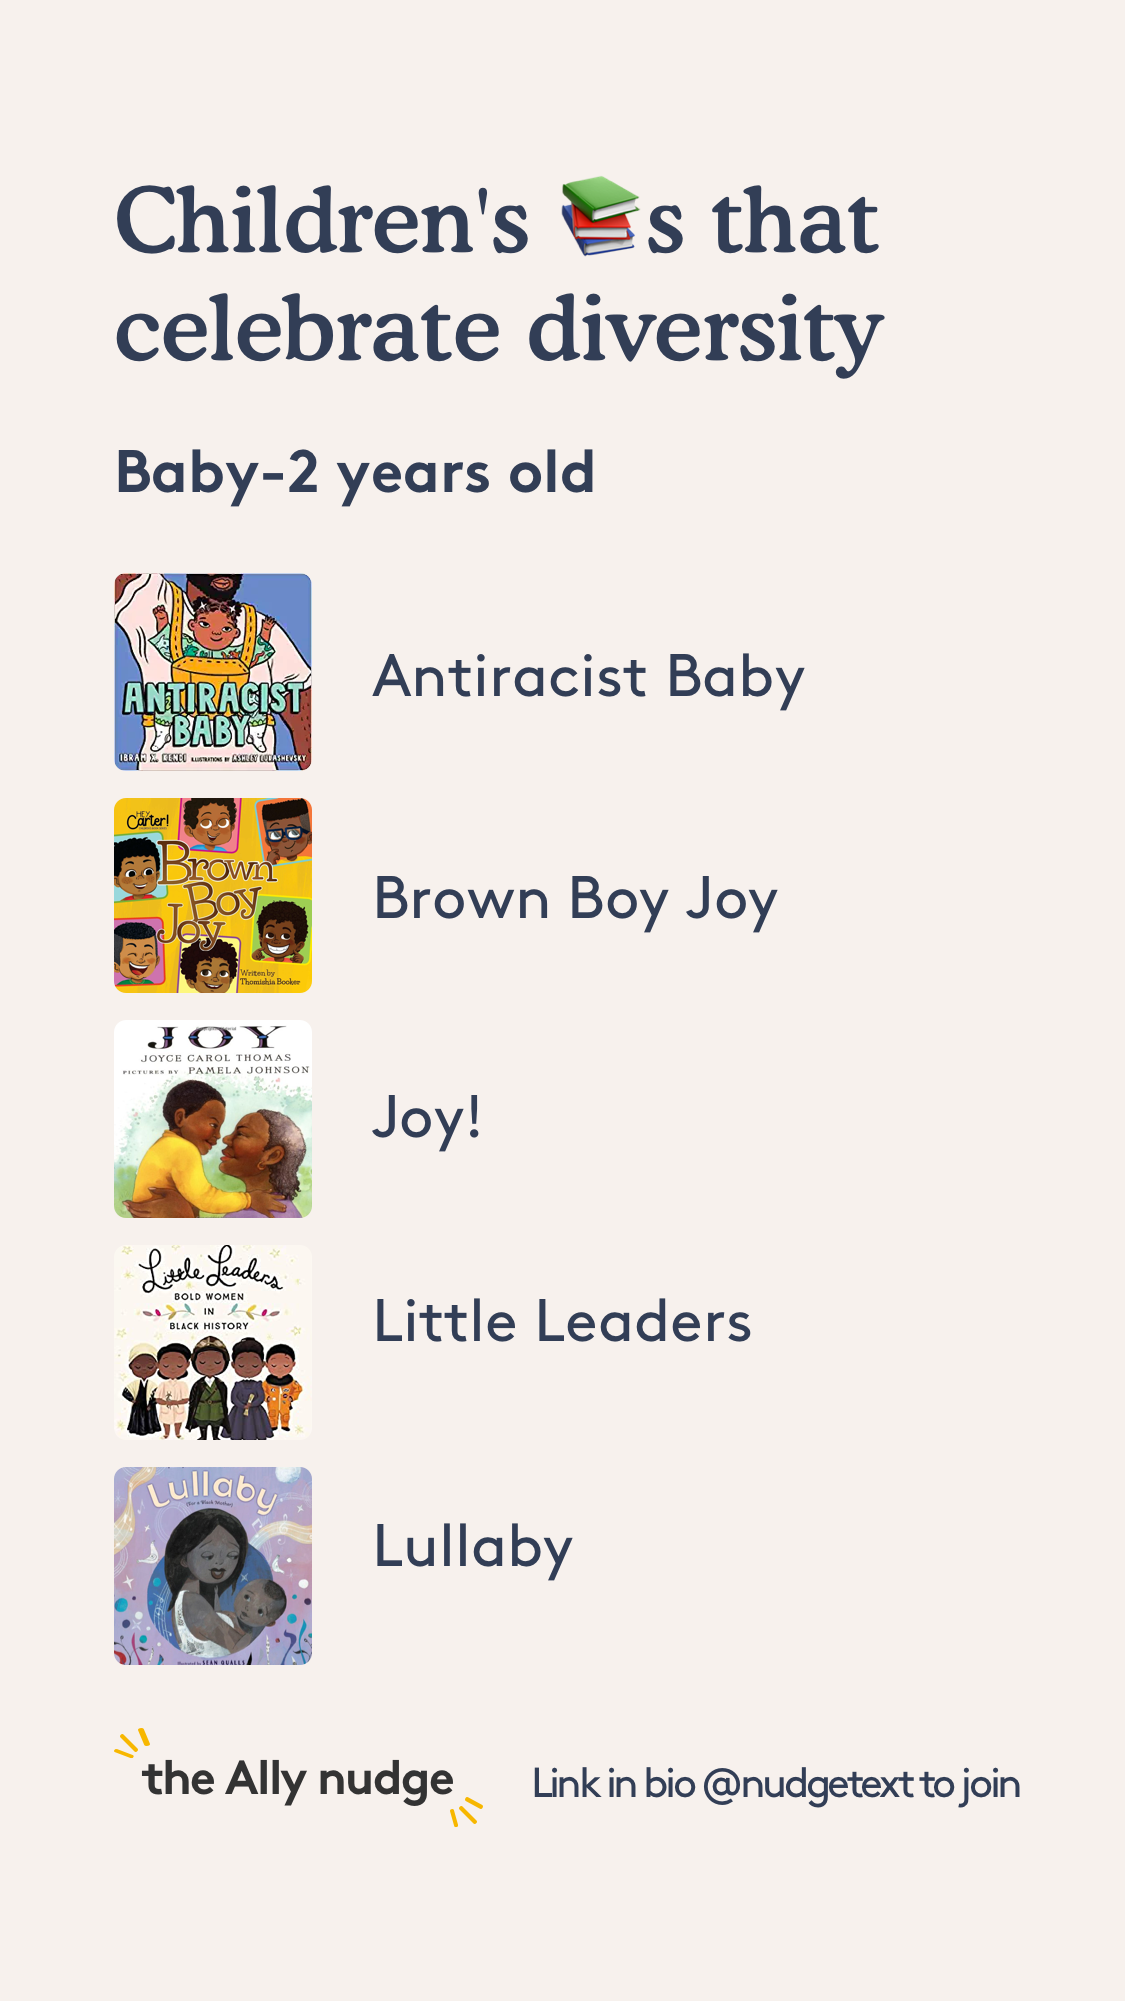 Children's 📚s that
celebrate diversity
Baby-2 years old
ANTIRACIST
BABY
IBRAM X. KENDI ILLUSTRATIONS BY ASHLEY LUKASHEVSKY
Antiracist Baby
HEY
Carter!
Brown
Boy
Joy
Written by
Thomishia Booker
Brown Boy Joy
JOY
JOYCE CAROL THOMAS
PICTURES BY PAMELA JOHNSON
Joy!
Little Leaders
BOLD WOMEN
IN
BLACK HISTORY
Little Leaders
Lullaby
(For a Black Mother)
Illustrated by SEAN QUALLS
Lullaby
the Ally nudge
Link in bio @nudgetext to join